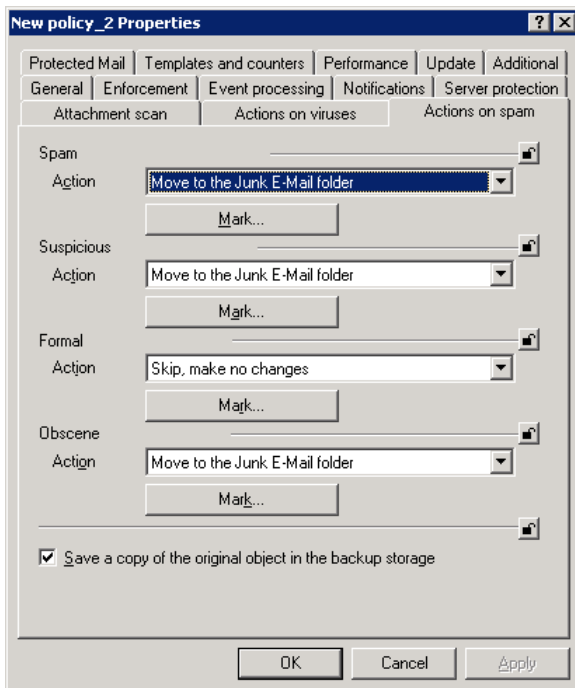 New policy_2 Properties
Protected Mail Templates and counters Performance Update Additional
General Enforcement Event processing Notifications Server protection
Attachment scan Actions on viruses Actions on spam
Spam
Action Move to the Junk E-Mail folder
Mark...
Suspicious
Action Move to the Junk E-Mail folder
Mark...
Formal
Action Skip, make no changes
Mark...
Obscene
Action Move to the Junk E-Mail folder
Mark...
Save a copy of the original object in the backup storage
OK Cancel Apply